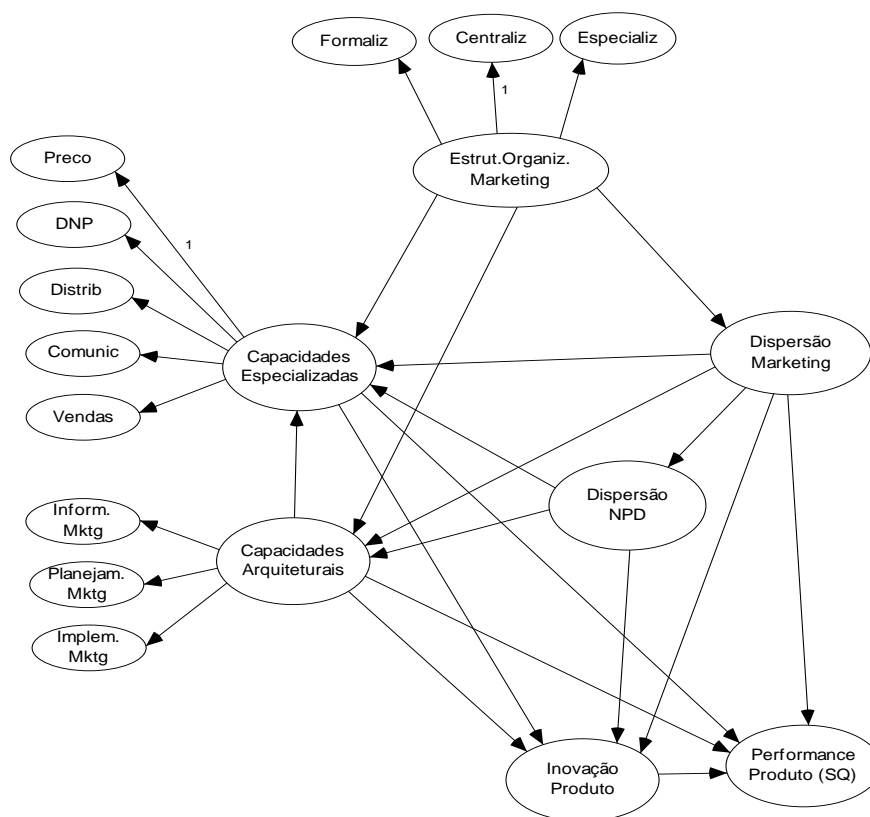 Formaliz
Centraliz
Especializ
1
Estrut.Organiz.
Marketing
Preco
DNP
1
Distrib
Comunic
Vendas
Capacidades
Especializadas
Dispersão
Marketing
Dispersão
NPD
Inform.
Mktg
Planejam.
Mktg
Implem.
Mktg
Capacidades
Arquiteturais
Inovação
Produto
Performance
Produto (SQ)